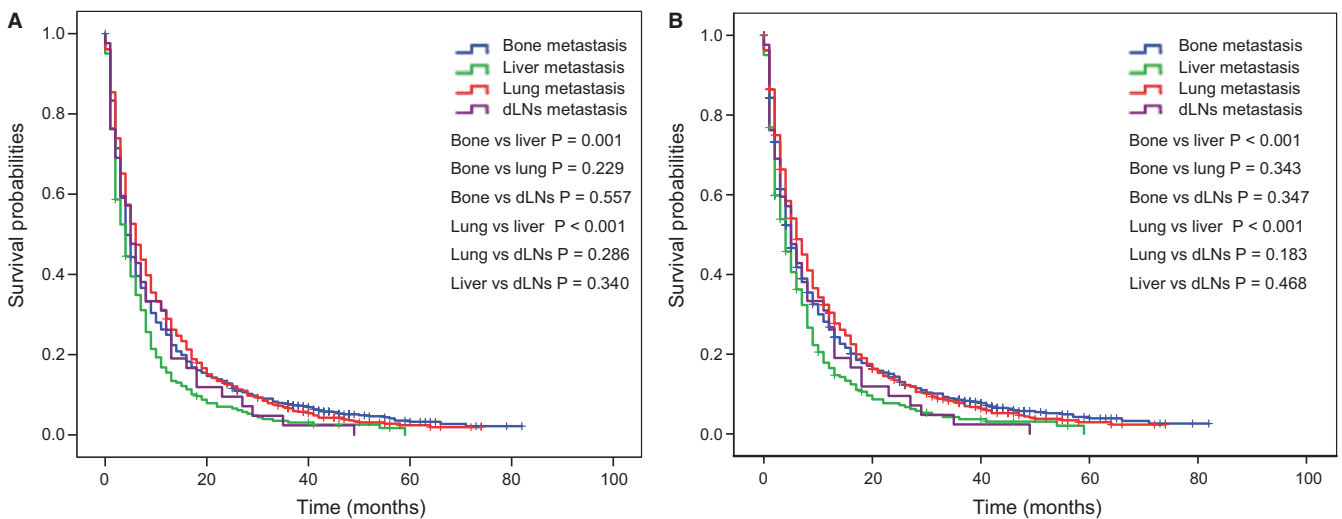 A
Survival probabilities
1.0
0.8
0.6
0.4
0.2
0.0
Bone metastasis
Liver metastasis
Lung metastasis
dLNs metastasis
Bone vs liver P = 0.001
Bone vs lung P = 0.229
Bone vs dLNs P = 0.557
Lung vs liver P < 0.001
Lung vs dLNs P = 0.286
Liver vs dLNs P = 0.340
0 20 40 60 80 100
Time (months)
B
Survival probabilities
1.0
0.8
0.6
0.4
0.2
0.0
Bone metastasis
Liver metastasis
Lung metastasis
dLNs metastasis
Bone vs liver P < 0.001
Bone vs lung P = 0.343
Bone vs dLNs P = 0.347
Lung vs liver P < 0.001
Lung vs dLNs P = 0.183
Liver vs dLNs P = 0.468
0 20 40 60 80 100
Time (months)